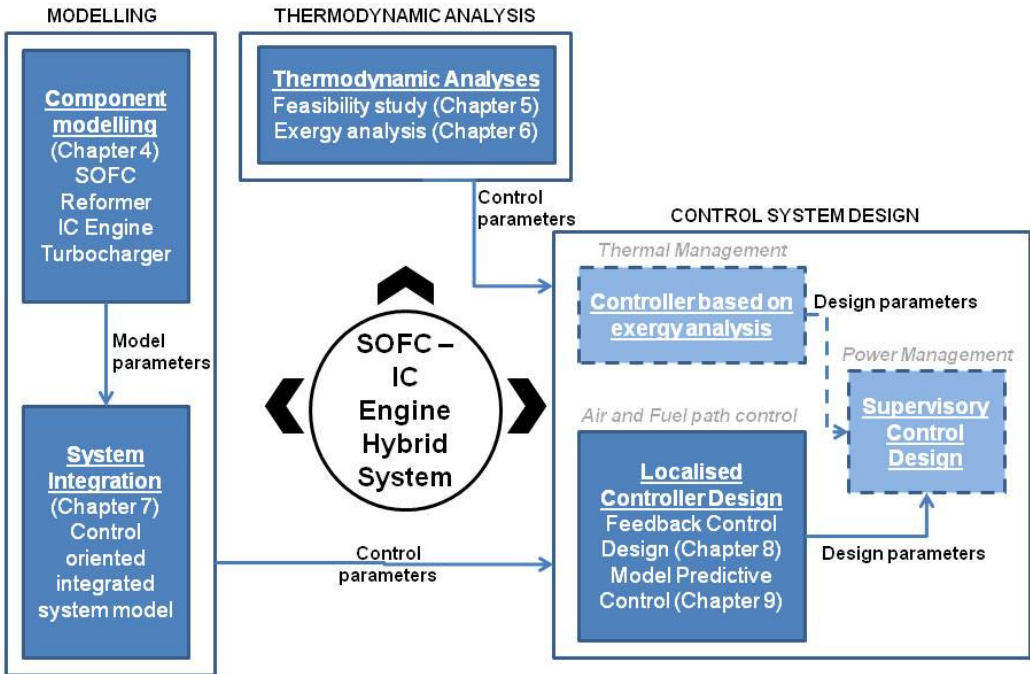 MODELLING
Component
modelling
(Chapter 4)
SOFC
Reformer
IC Engine
Turbocharger
Model
parameters
System
Integration
(Chapter 7)
Control
oriented
integrated
system model
THERMODYNAMIC ANALYSIS
Thermodynamic Analyses
Feasibility study (Chapter 5)
Exergy analysis (Chapter 6)
Control
parameters
SOFC –
IC
Engine
Hybrid
System
Control
parameters
CONTROL SYSTEM DESIGN
Thermal Management
Controller based on
exergy analysis
Design parameters
Power Management
Supervisory
Control
Design
Air and Fuel path control
Localised
Controller Design
Feedback Control
Design (Chapter 8)
Model Predictive
Control (Chapter 9)
Design parameters